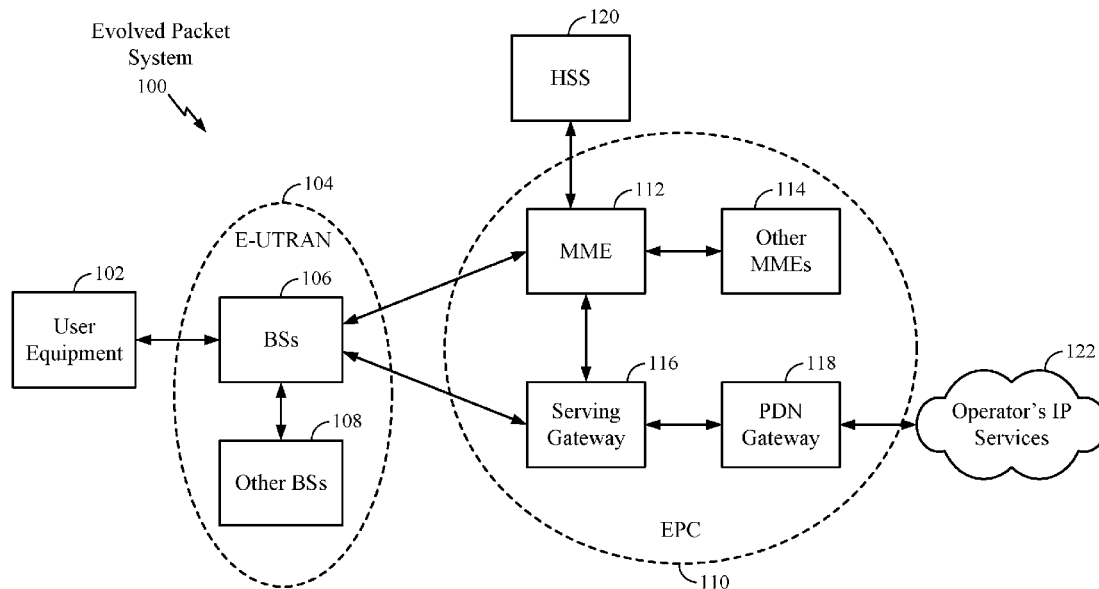 Evolved Packet
System
100
120
HSS
104
E-UTRAN
112
MME
114
Other
MMEs
102
User
Equipment
106
BSs
108
Other BSs
116
Serving
Gateway
118
PDN
Gateway
122
Operator's IP
Services
EPC
110